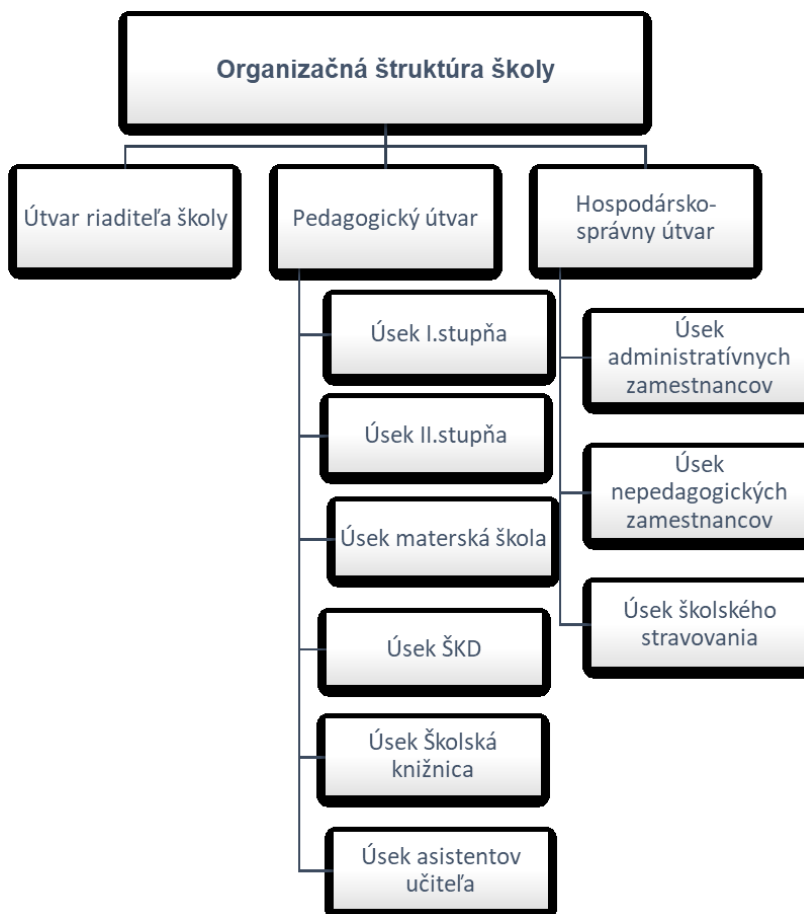 Organizačná štruktúra školy
Útvar riaditeľa školy
Pedagogický útvar
Hospodársko-
správny útvar
Úsek I.stupňa
Úsek II.stupňa
Úsek materská škola
Úsek ŠKD
Úsek Školská
knižnica
Úsek asistentov
učiteľa
Úsek
administratívnych
zamestnancov
Úsek
nepedagogických
zamestnancov
Úsek školského
stravovania